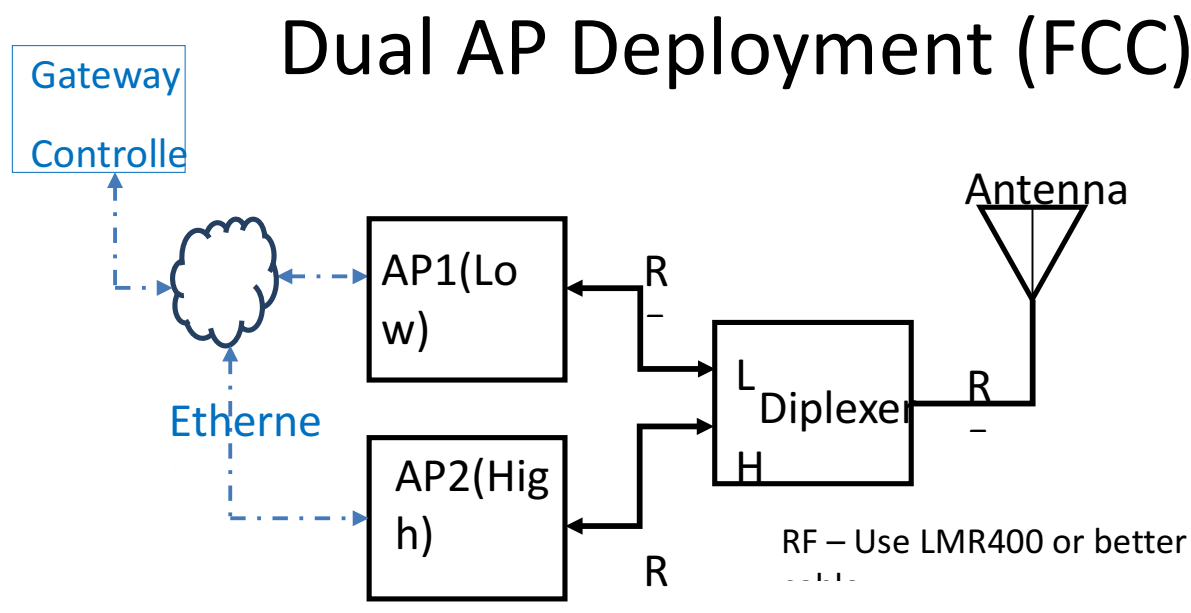 Dual AP Deployment (FCC)
Gateway
Controlle
Antenna
AP1(Lo
w)
R
L
Diplexer
R
H
Etherne
AP2(Hig
h)
R
RF – Use LMR400 or better